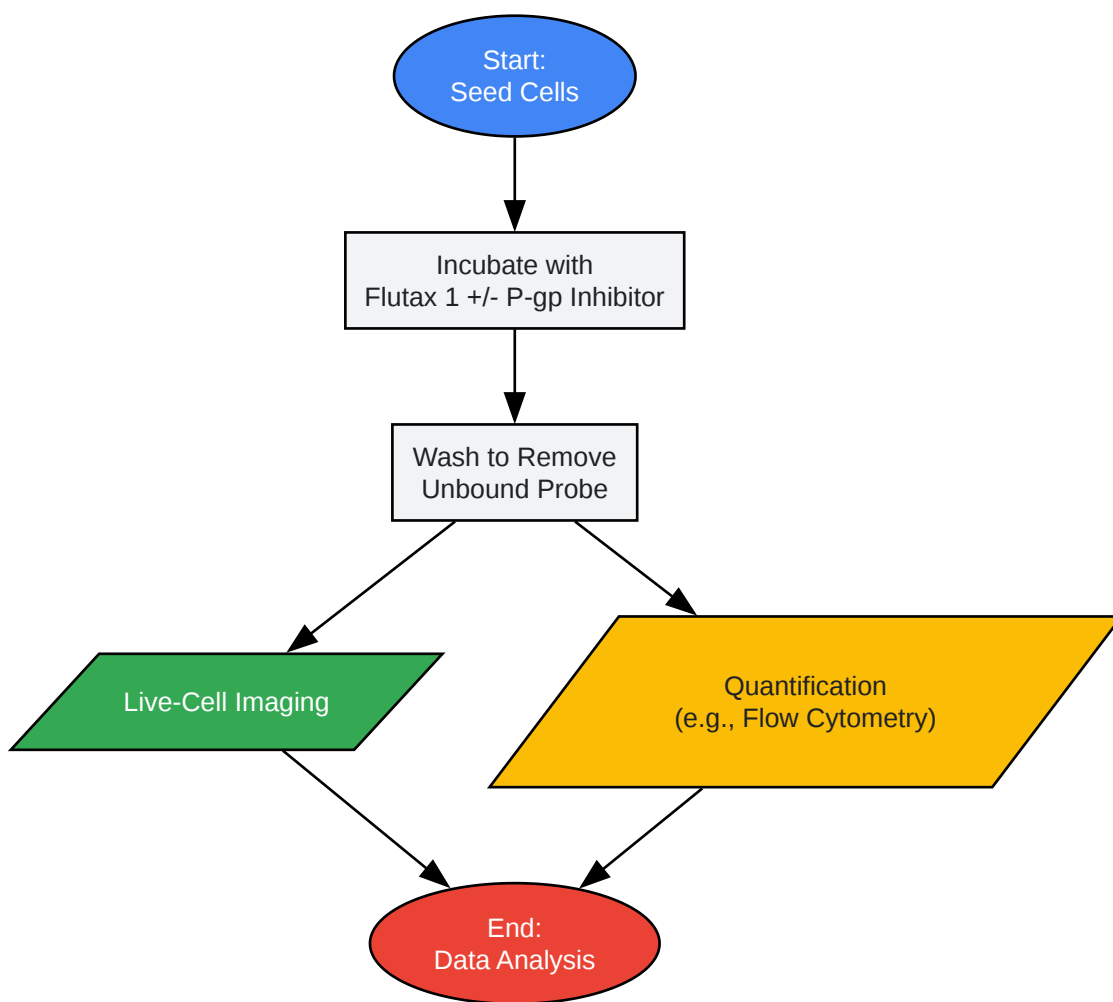 Start:
Seed Cells
Incubate with
Flutax 1 +/- P-gp Inhibitor
Wash to Remove
Unbound Probe
Live-Cell Imaging
Quantification
(e.g., Flow Cytometry)
End:
Data Analysis